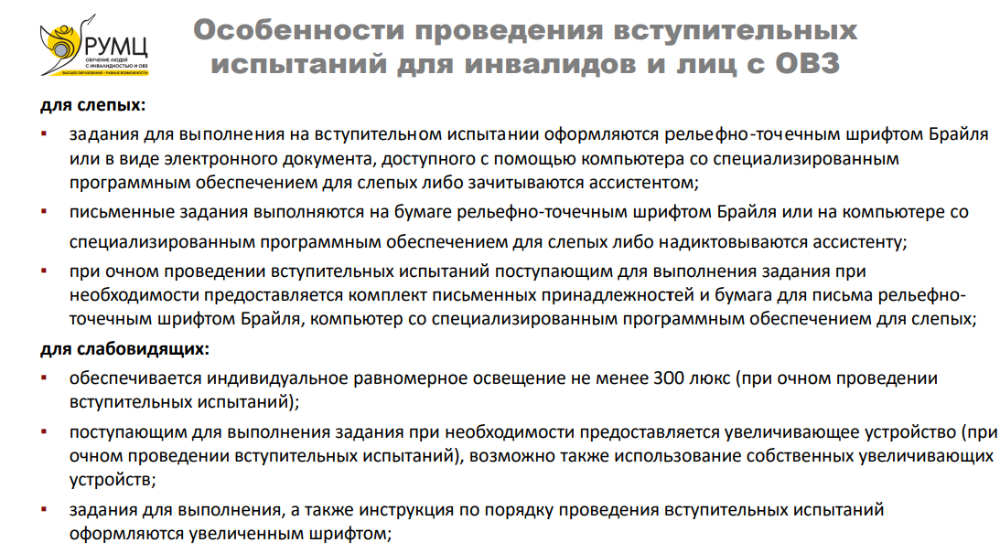 РУМЦ
ОБУЧЕНИЕ ЛЮДЕЙ
С ИНВАЛИДНОСТЬЮ И ОВЗ
ВЫСШЕЕ ОБРАЗОВАНИЕ - РАВНЫЕ ВОЗМОЖНОСТИ
Особенности проведения вступительных
испытаний для инвалидов и лиц с ОВЗ
для слепых:
▪ задания для выполнения на вступительном испытании оформляются рельефно-точечным шрифтом Брайля
или в виде электронного документа, доступного с помощью компьютера со специализированным
программным обеспечением для слепых либо зачитываются ассистентом;
▪ письменные задания выполняются на бумаге рельефно-точечным шрифтом Брайля или на компьютере со
специализированным программным обеспечением для слепых либо надиктовываются ассистенту;
▪ при очном проведении вступительных испытаний поступающим для выполнения задания при
необходимости предоставляется комплект письменных принадлежностей и бумага для письма рельефно-
точечным шрифтом Брайля, компьютер со специализированным программным обеспечением для слепых;
для слабовидящих:
▪ обеспечивается индивидуальное равномерное освещение не менее 300 люкс (при очном проведении
вступительных испытаний);
▪ поступающим для выполнения задания при необходимости предоставляется увеличивающее устройство (при
очном проведении вступительных испытаний), возможно также использование собственных увеличивающих
устройств;
▪ задания для выполнения, а также инструкция по порядку проведения вступительных испытаний
оформляются увеличенным шрифтом;